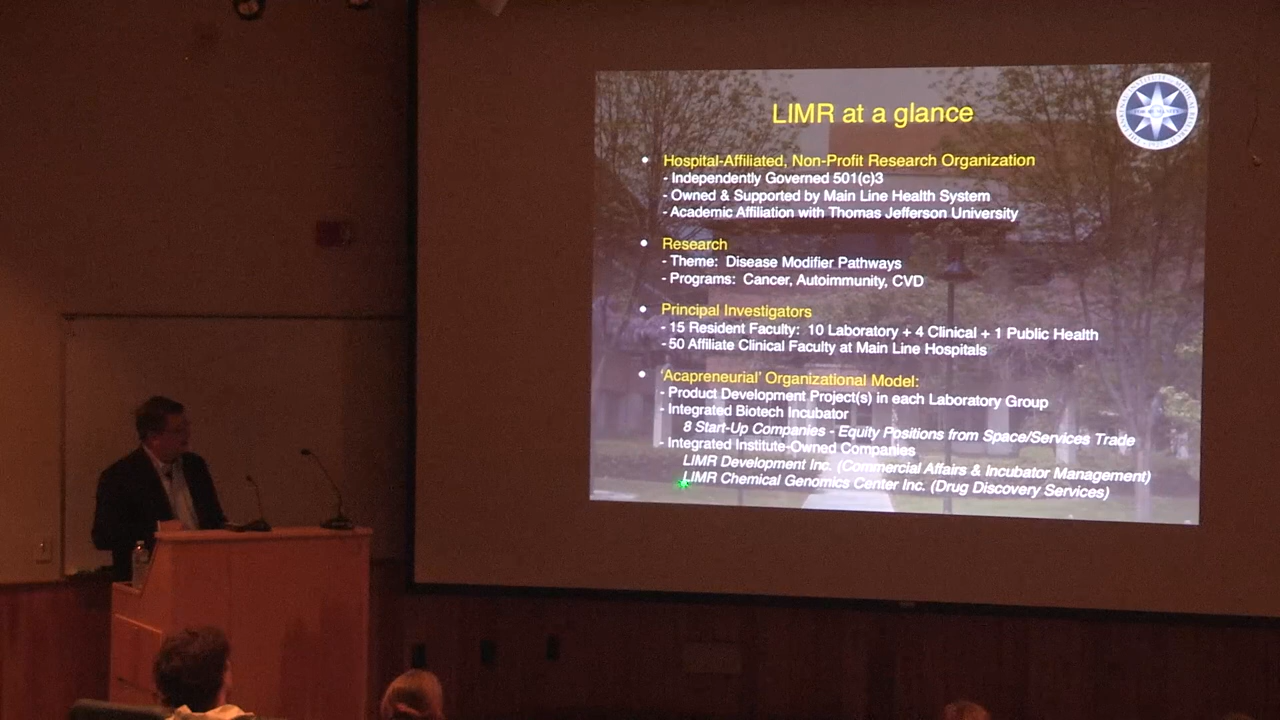 LIMR at a glance
• Hospital-Affiliated, Non-Profit Research Organization
- Independently Governed 501(c)3
- Owned & Supported by Main Line Health System
- Academic Affiliation with Thomas Jefferson University
• Research
- Theme: Disease Modifier Pathways
- Programs: Cancer, Autoimmunity, CVD
• Principal Investigators
- 15 Resident Faculty: 10 Laboratory + 4 Clinical + 1 Public Health
- 50 Affiliate Clinical Faculty at Main Line Hospitals
• 'Acapreneurial' Organizational Model:
- Product Development Project(s) in each Laboratory Group
- Integrated Biotech Incubator
8 Start-Up Companies - Equity Positions from Space/Services Trade
- Integrated Institute-Owned Companies
LIMR Development Inc. (Commercial Affairs & Incubator Management)
LIMR Chemical Genomics Center Inc. (Drug Discovery Services)